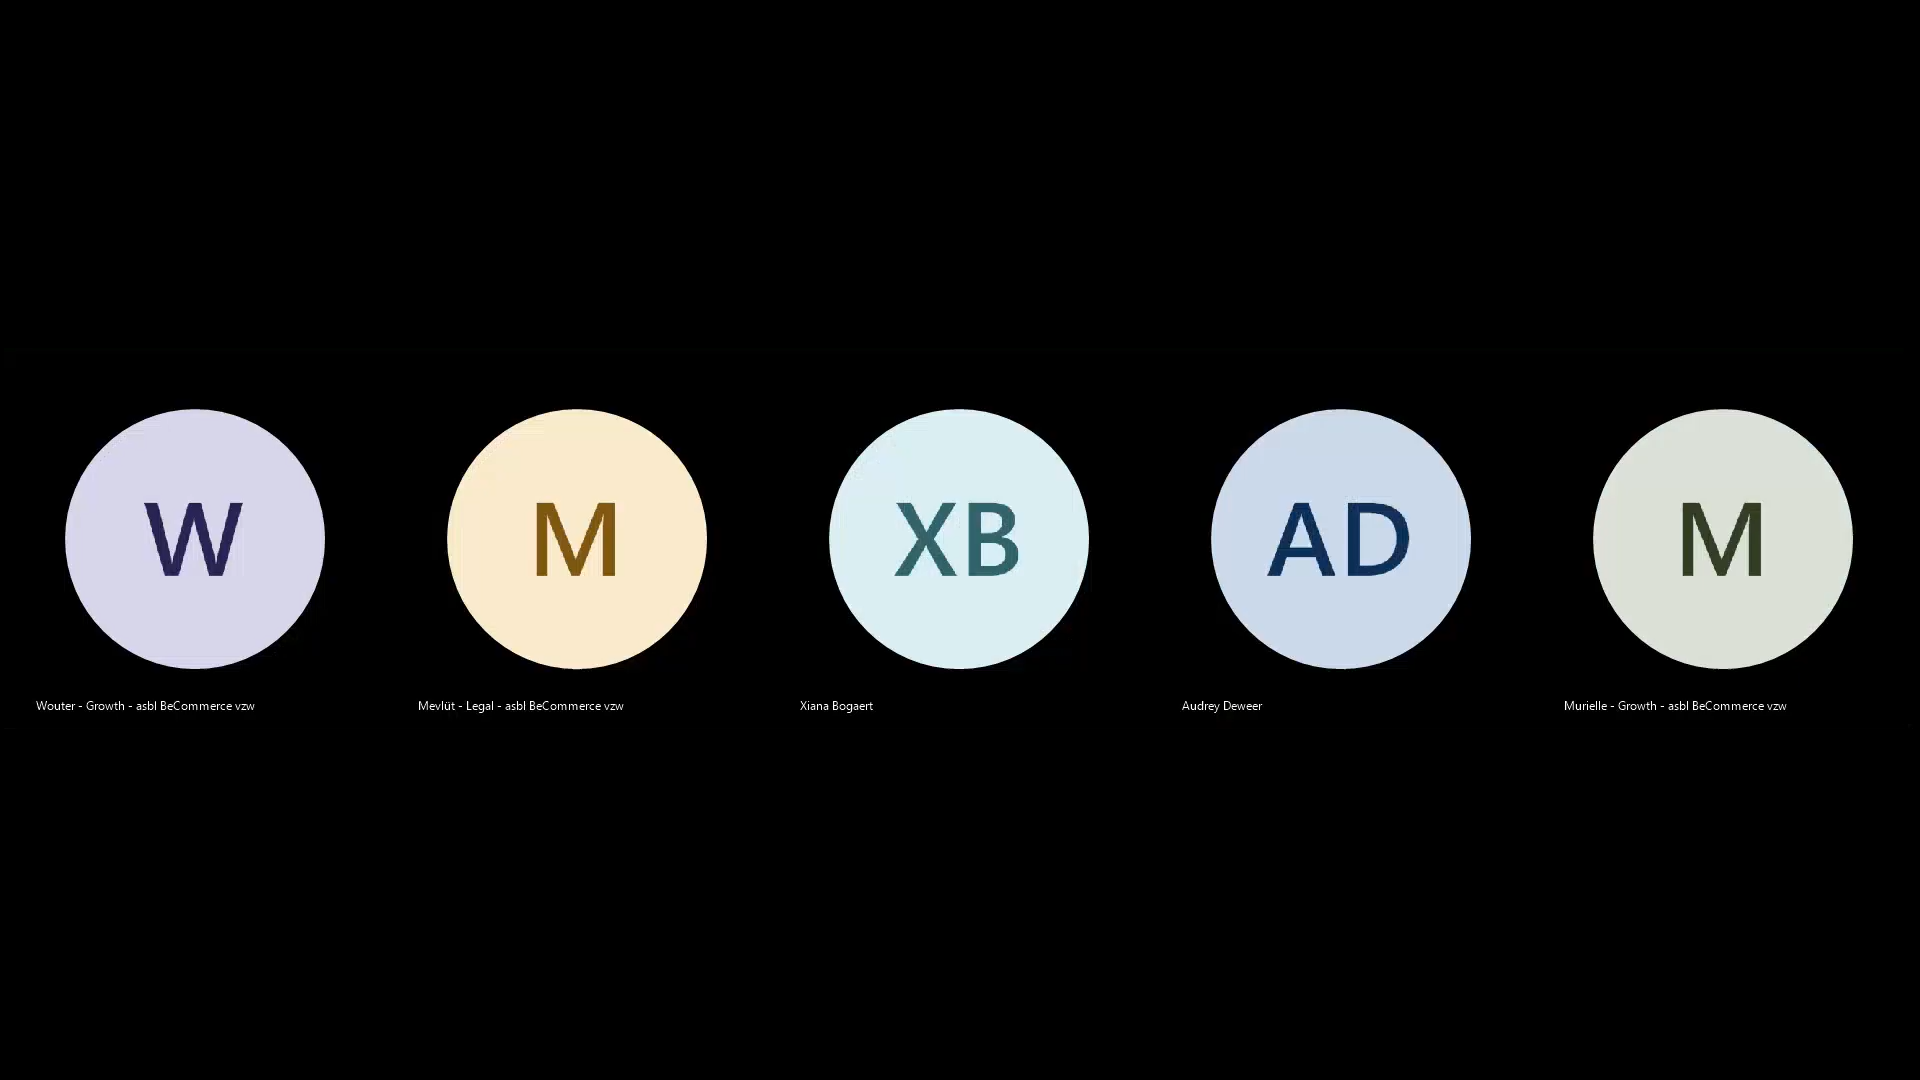 W
M
XB
AD
M
Wouter - Growth - asbl BeCommerce vzw
Mevlüt - Legal - asbl BeCommerce vzw
Xiana Bogaert
Audrey Deweer
Murielle - Growth - asbl BeCommerce vzw